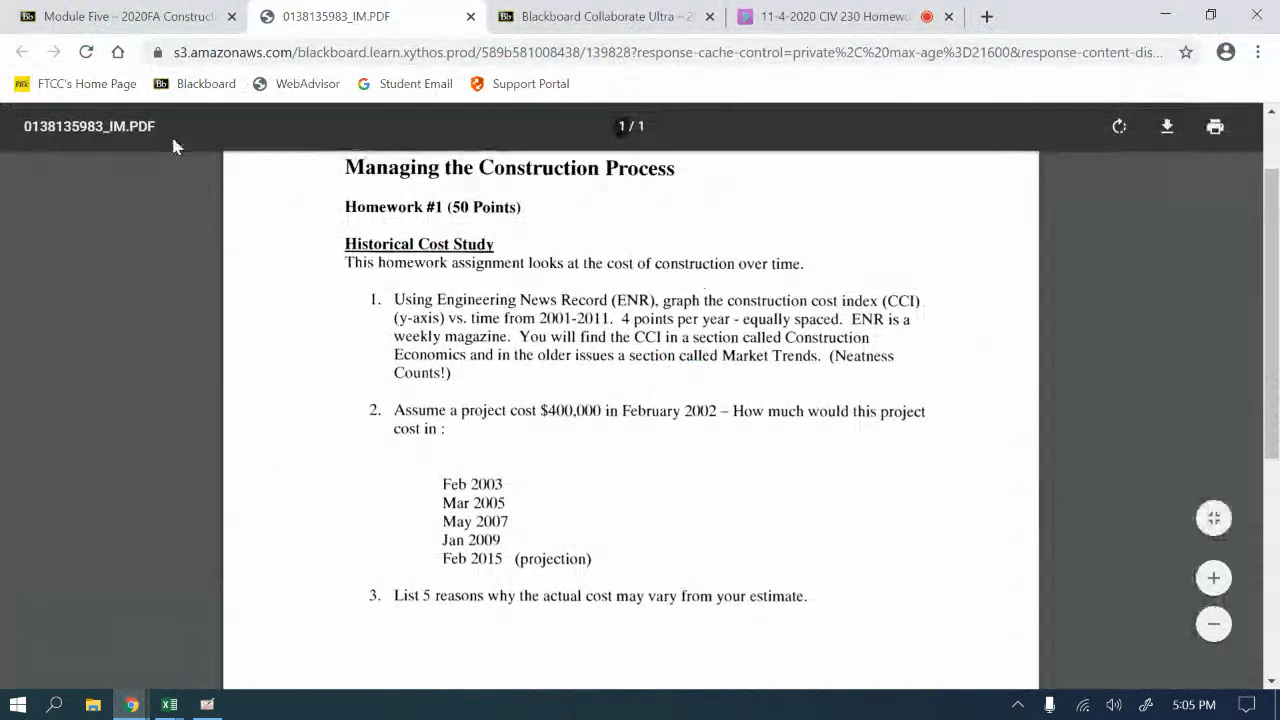 Module Five – 2020FA Constructi
0138135983_IM.PDF
Blackboard Collaborate Ultra – 2
11-4-2020 CIV 230 Homew
s3.amazonaws.com/blackboard.learn.xythos.prod/589b581008438/139828?response-cache-control=private%2C%20max-age%3D21600&response-content-dis...
FTCC's Home Page
Blackboard
WebAdvisor
Student Email
Support Portal
0138135983_IM.PDF
1 / 1
Managing the Construction Process
Homework #1 (50 Points)
Historical Cost Study
This homework assignment looks at the cost of construction over time.
1. Using Engineering News Record (ENR), graph the construction cost index (CCI)
(y-axis) vs. time from 2001-2011. 4 points per year - equally spaced. ENR is a
weekly magazine. You will find the CCI in a section called Construction
Economics and in the older issues a section called Market Trends. (Neatness
Counts!)
2. Assume a project cost $400,000 in February 2002 – How much would this project
cost in :
Feb 2003
Mar 2005
May 2007
Jan 2009
Feb 2015 (projection)
3. List 5 reasons why the actual cost may vary from your estimate.
5:05 PM